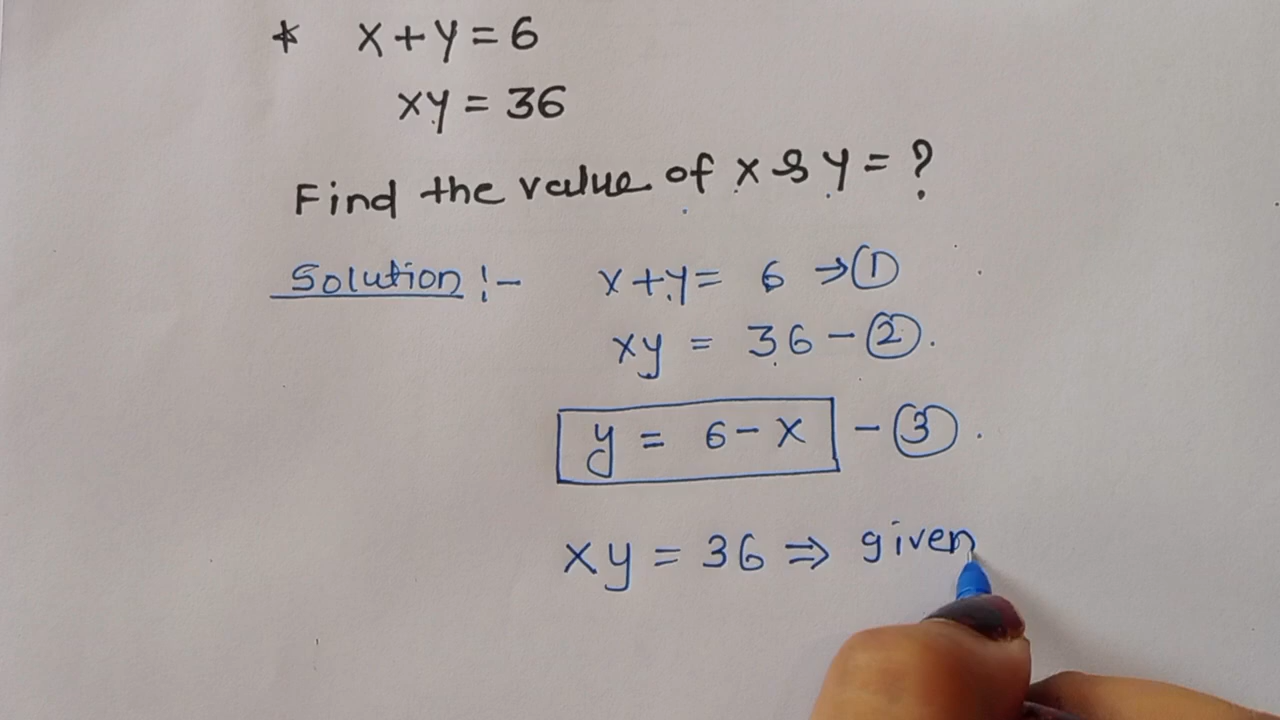 * x+y=6
xy=36
Find the value of x & y = ?
Solution :- x+y= 6 → ①
xy = 36 - ②.
y = 6 - x - ③.
xy = 36 ⇒ given